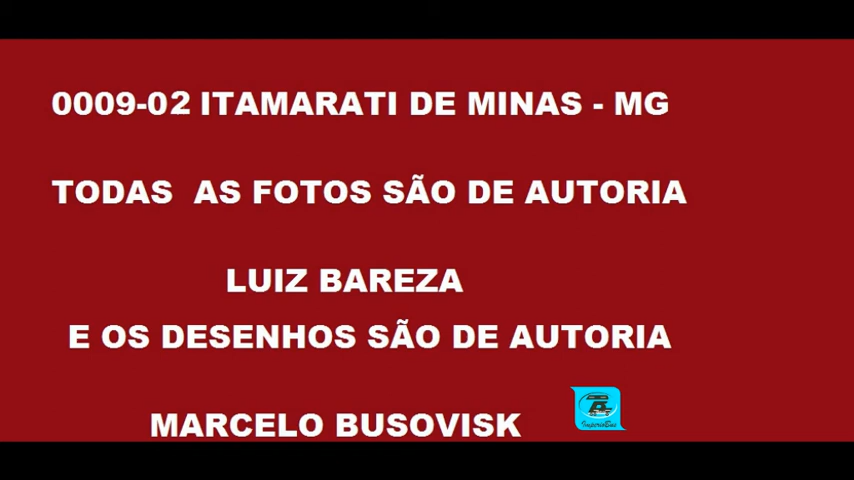 0009-02 ITAMARATI DE MINAS - MG
TODAS AS FOTOS SÃO DE AUTORIA
LUIZ BAREZA
E OS DESENHOS SÃO DE AUTORIA
MARCELO BUSOVISK